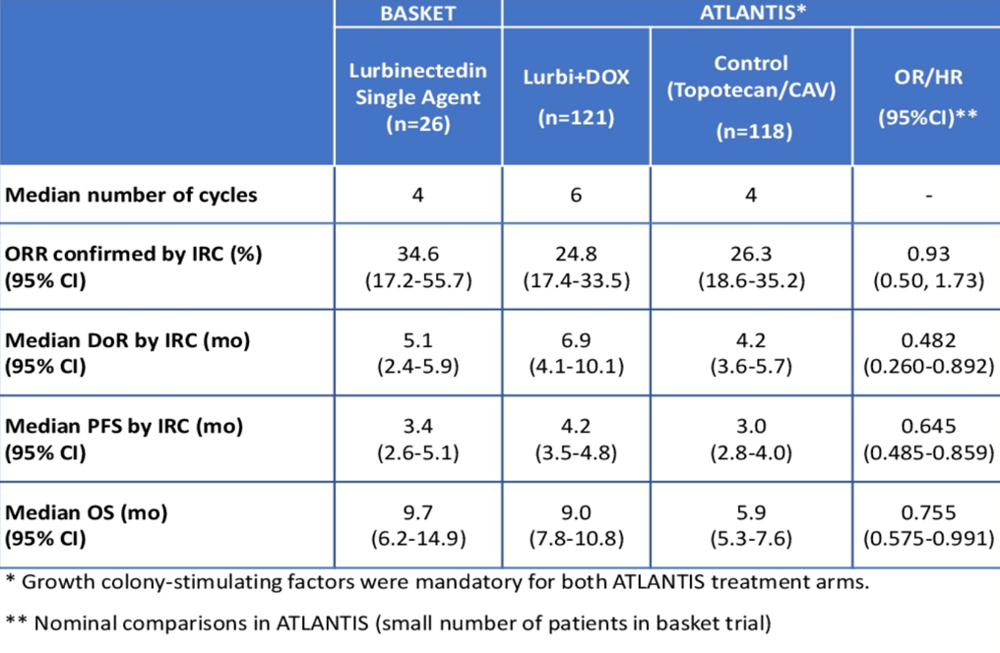 BASKET ATLANTIS*
Lurbinectedin Single Agent (n=26) Lurbi+DOX (n=121) Control (Topotecan/CAV) (n=118) OR/HR (95%CI)**
Median number of cycles 4 6 4 -
ORR confirmed by IRC (%) 34.6 24.8 26.3 0.93
(95% CI) (17.2-55.7) (17.4-33.5) (18.6-35.2) (0.50, 1.73)
Median DoR by IRC (mo) 5.1 6.9 4.2 0.482
(95% CI) (2.4-5.9) (4.1-10.1) (3.6-5.7) (0.260-0.892)
Median PFS by IRC (mo) 3.4 4.2 3.0 0.645
(95% CI) (2.6-5.1) (3.5-4.8) (2.8-4.0) (0.485-0.859)
Median OS (mo) 9.7 9.0 5.9 0.755
(95% CI) (6.2-14.9) (7.8-10.8) (5.3-7.6) (0.575-0.991)
* Growth colony-stimulating factors were mandatory for both ATLANTIS treatment arms.
** Nominal comparisons in ATLANTIS (small number of patients in basket trial)